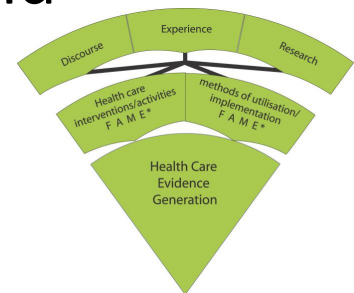 Discourse
Experience
Research
Health care
interventions/activities
F A M E*
methods of utilisation/
implementation
F A M E*
Health Care
Evidence
Generation